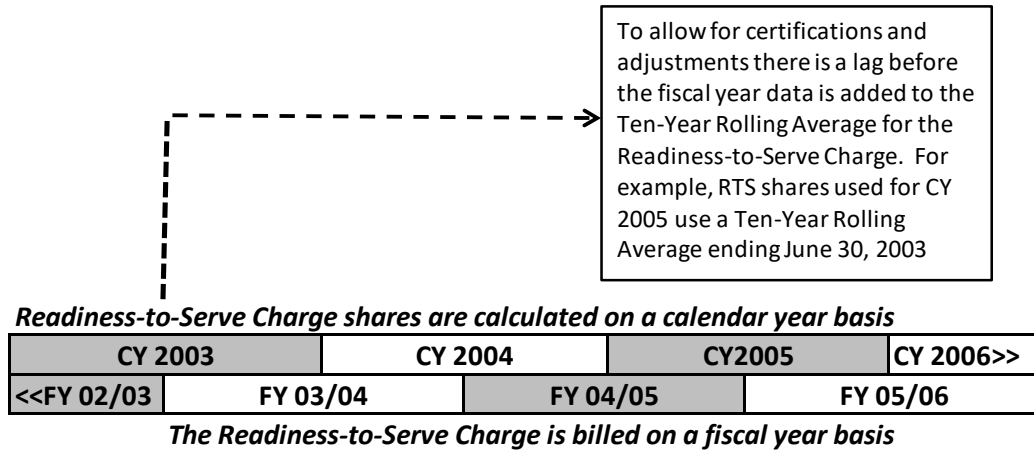 To allow for certifications and
adjustments there is a lag before
the fiscal year data is added to the
Ten-Year Rolling Average for the
Readiness-to-Serve Charge.  For
example, RTS shares used for CY
2005 use a Ten-Year Rolling
Average ending June 30, 2003
Readiness-to-Serve Charge shares are calculated on a calendar year basis
CY 2003 CY 2004 CY2005 CY 2006>>
<<FY 02/03 FY 03/04 FY 04/05 FY 05/06
The Readiness-to-Serve Charge is billed on a fiscal year basis